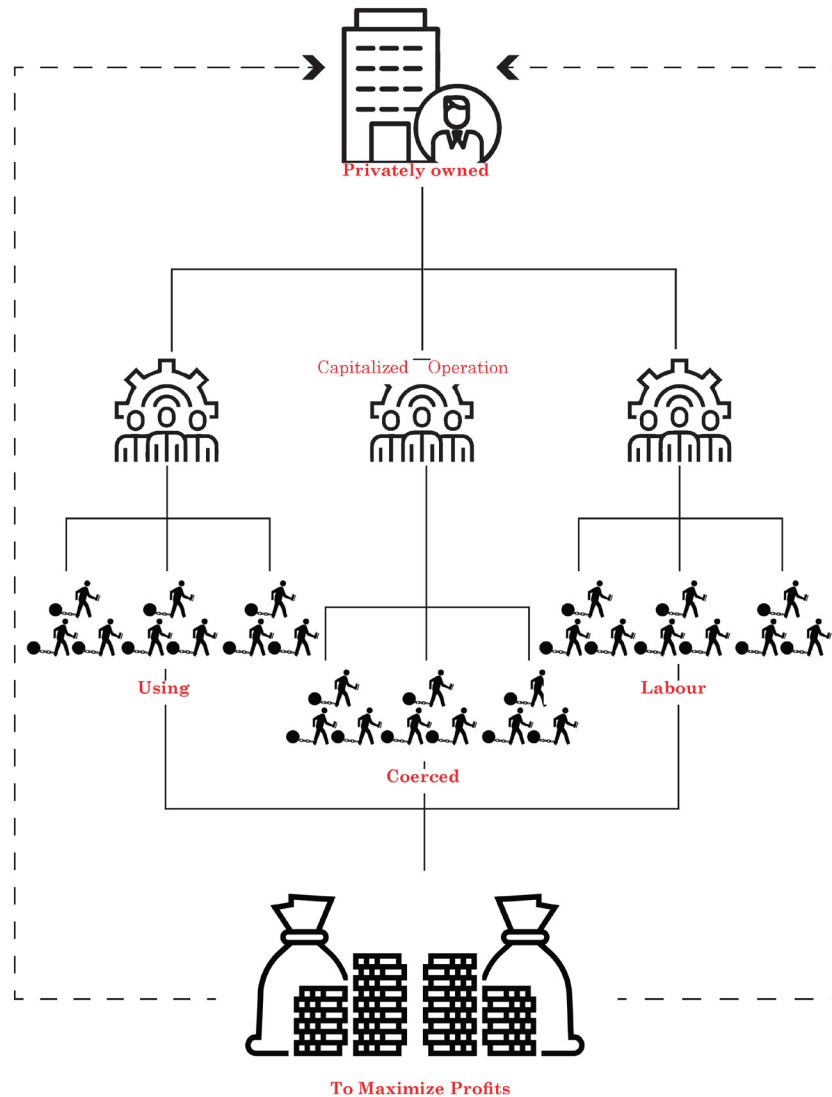 Privately owned
Capitalized Operation
Using
Labour
Coerced
To Maximize Profits